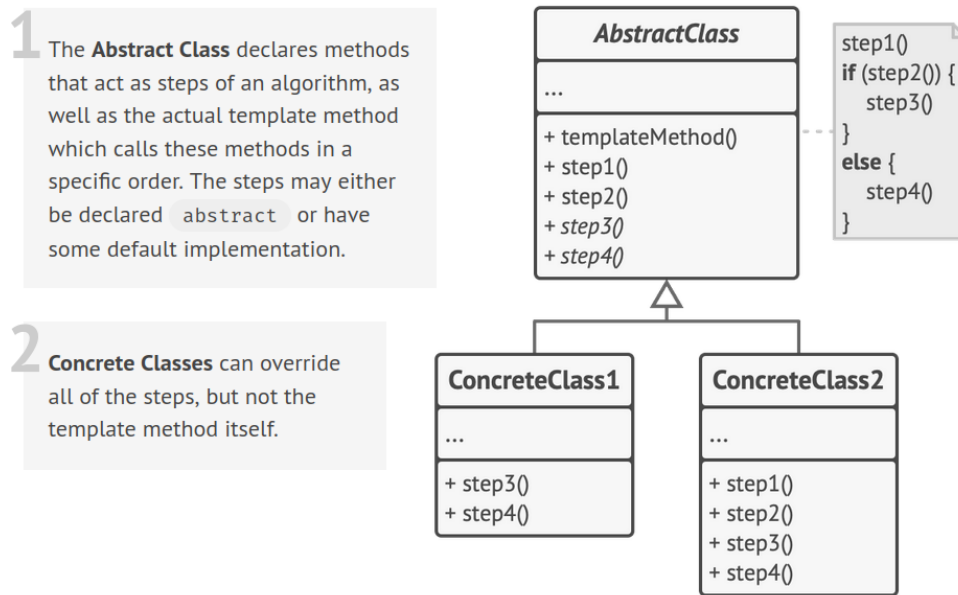 1
The Abstract Class declares methods
that act as steps of an algorithm, as
well as the actual template method
which calls these methods in a
specific order. The steps may either
be declared abstract or have
some default implementation.
2
Concrete Classes can override
all of the steps, but not the
template method itself.
AbstractClass
...
+ templateMethod()
+ step1()
+ step2()
+ step3()
+ step4()
step1()
if (step2()) {
step3()
}
else {
step4()
}
ConcreteClass1
...
+ step3()
+ step4()
ConcreteClass2
...
+ step1()
+ step2()
+ step3()
+ step4()